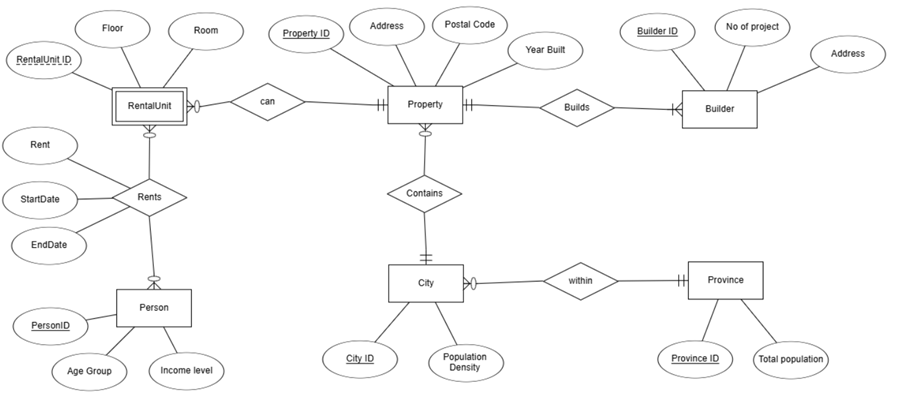 Floor
Room
RentalUnit ID
RentalUnit
can
Property ID
Address
Postal Code
Year Built
Property
Builds
Builder ID
No of project
Address
Builder
Rent
StartDate
EndDate
Rents
Contains
Person
PersonID
Age Group
Income level
City
City ID
Population
Density
within
Province
Province ID
Total population